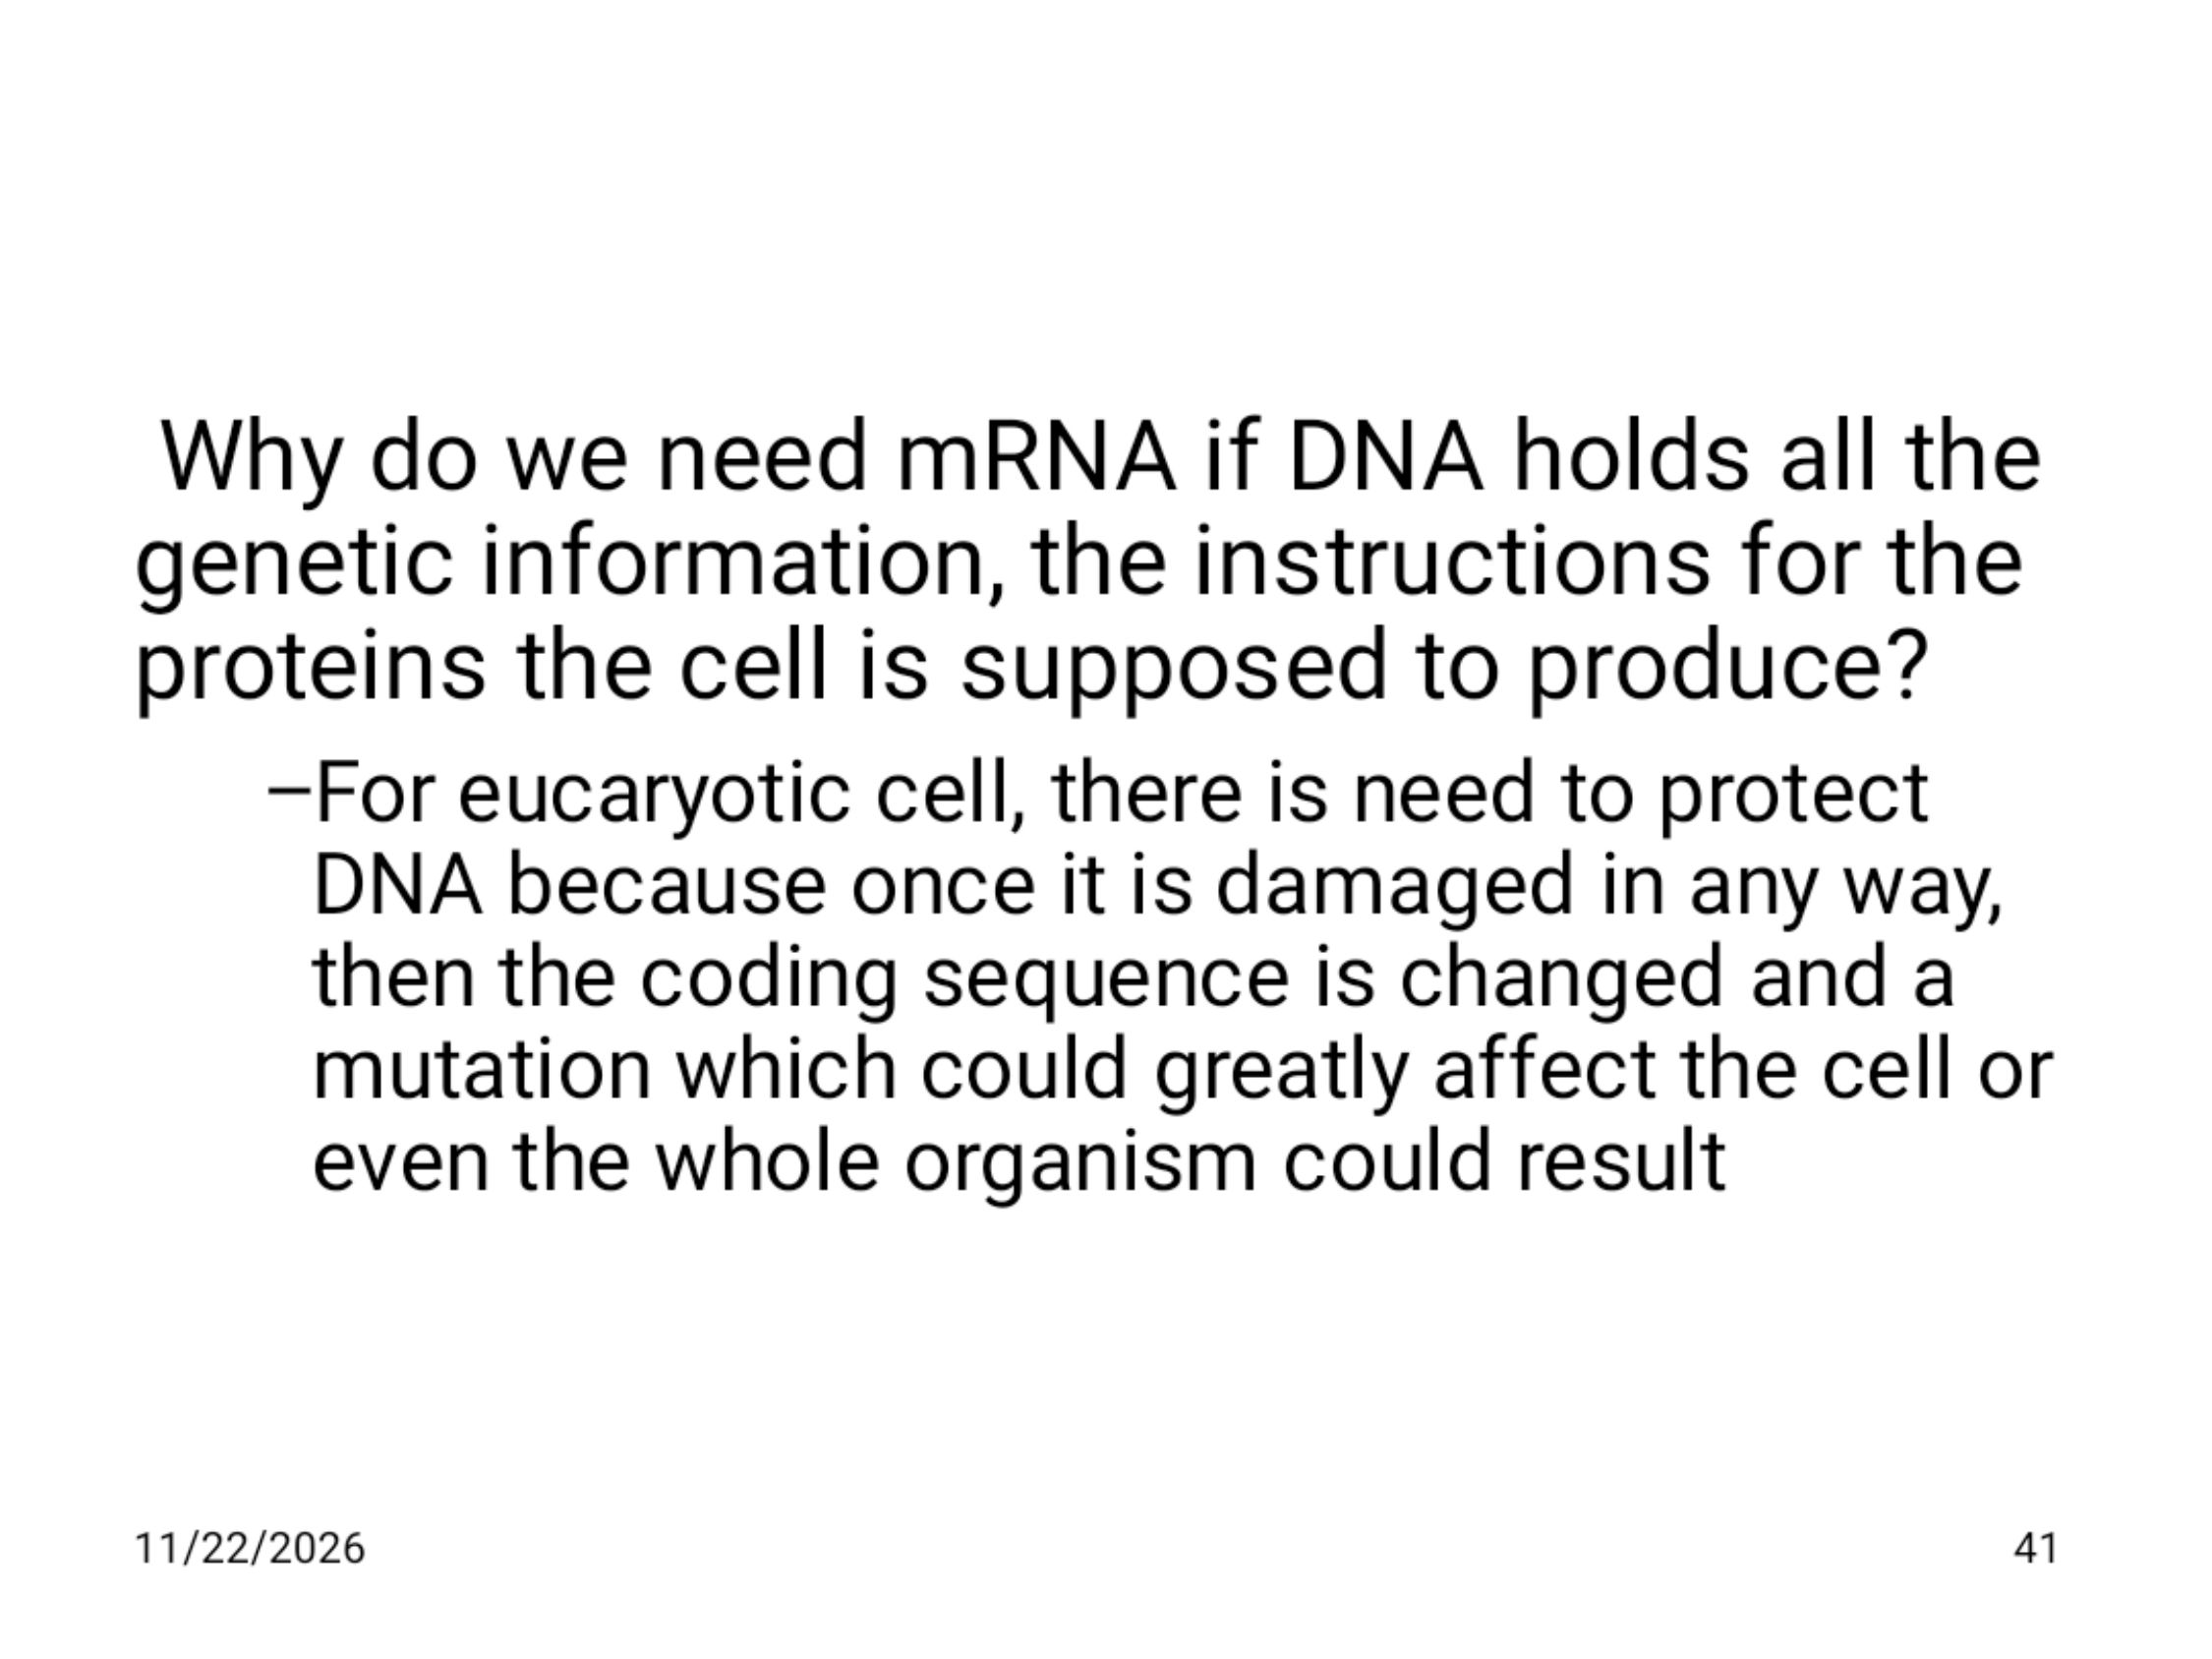 Why do we need mRNA if DNA holds all the
genetic information, the instructions for the
proteins the cell is supposed to produce?
–For eucaryotic cell, there is need to protect
DNA because once it is damaged in any way,
then the coding sequence is changed and a
mutation which could greatly affect the cell or
even the whole organism could result
11/22/2026
41